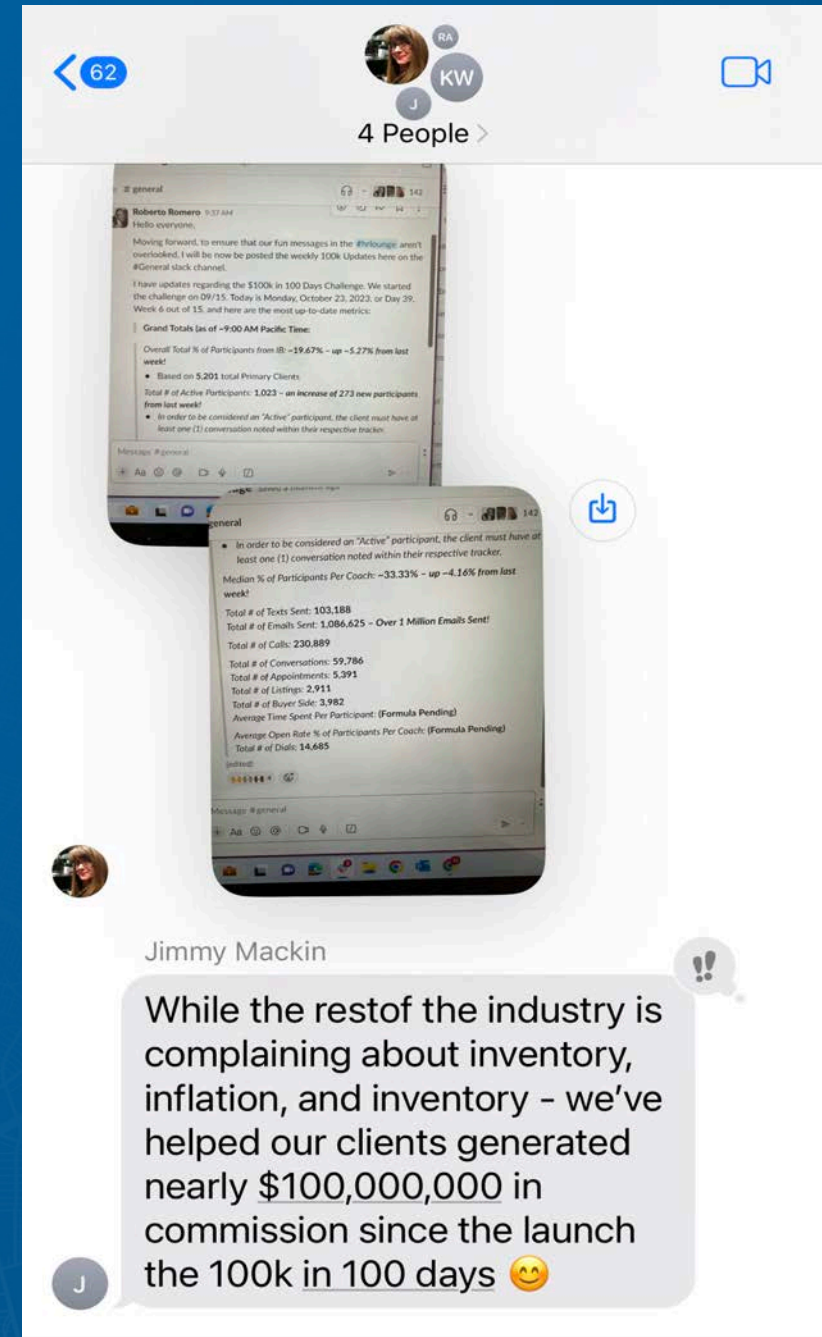 62
RA
KW
J
4 People
# general
142
Roberto Romero 9:37 AM
Hello everyone,
Moving forward, to ensure that our fun messages in the #hrlounge aren't
overlooked, I will be now be posted the weekly 100k Updates here on the
#General slack channel.
I have updates regarding the $100k in 100 Days Challenge. We started
the challenge on 09/15. Today is Monday, October 23, 2023, or Day 39,
Week 6 out of 15, and here are the most up-to-date metrics:
Grand Totals (as of ~9:00 AM Pacific Time:
Overall Total % of Participants from IB: ~19.67% – up ~5.27% from last
week!
• Based on 5,201 total Primary Clients
Total # of Active Participants: 1,023 – an increase of 273 new participants
from last week!
• In order to be considered an "Active" participant, the client must have at
least one (1) conversation noted within their respective tracker.
Message #general
Aa
general
142
• In order to be considered an "Active" participant, the client must have at
least one (1) conversation noted within their respective tracker.
Median % of Participants Per Coach: ~33.33% – up ~4.16% from last
week!
Total # of Texts Sent: 103,188
Total # of Emails Sent: 1,086,625 – Over 1 Million Emails Sent!
Total # of Calls: 230,889
Total # of Conversations: 59,786
Total # of Appointments: 5,391
Total # of Listings: 2,911
Total # of Buyer Side: 3,982
Average Time Spent Per Participant: (Formula Pending)
Average Open Rate % of Participants Per Coach: (Formula Pending)
Total # of Dials: 14,685
(edited)
Message #general
Aa
Jimmy Mackin
!!
While the restof the industry is
complaining about inventory,
inflation, and inventory - we've
helped our clients generated
nearly $100,000,000 in
commission since the launch
the 100k in 100 days 😊
J